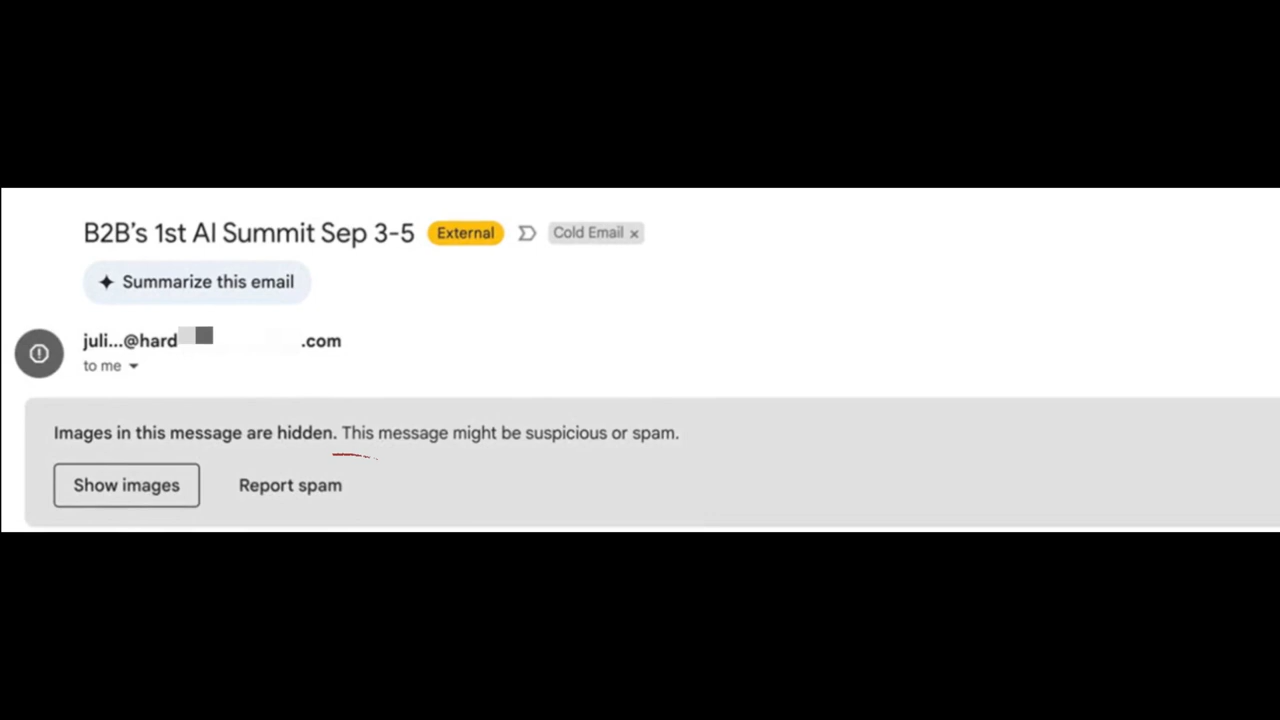 B2B's 1st AI Summit Sep 3-5 External Cold Email x
Summarize this email
juli...@hard .com
to me
Images in this message are hidden. This message might be suspicious or spam.
Show images Report spam